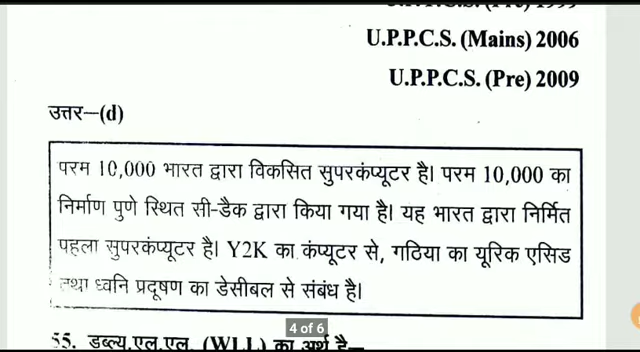 U.P.P.C.S. (Pre) 1999
U.P.P.C.S. (Mains) 2006
U.P.P.C.S. (Pre) 2009
उत्तर—(d)
परम 10,000 भारत द्वारा विकसित सुपरकंप्यूटर है। परम 10,000 का
निर्माण पुणे स्थित सी-डैक द्वारा किया गया है। यह भारत द्वारा निर्मित
पहला सुपरकंप्यूटर है। Y2K का कंप्यूटर से, गठिया का यूरिक एसिड
तथा ध्वनि प्रदूषण का डेसीबल से संबंध है।
4 of 6
55. डब्ल्यू.एल.एल. (WLL) का अर्थ है—